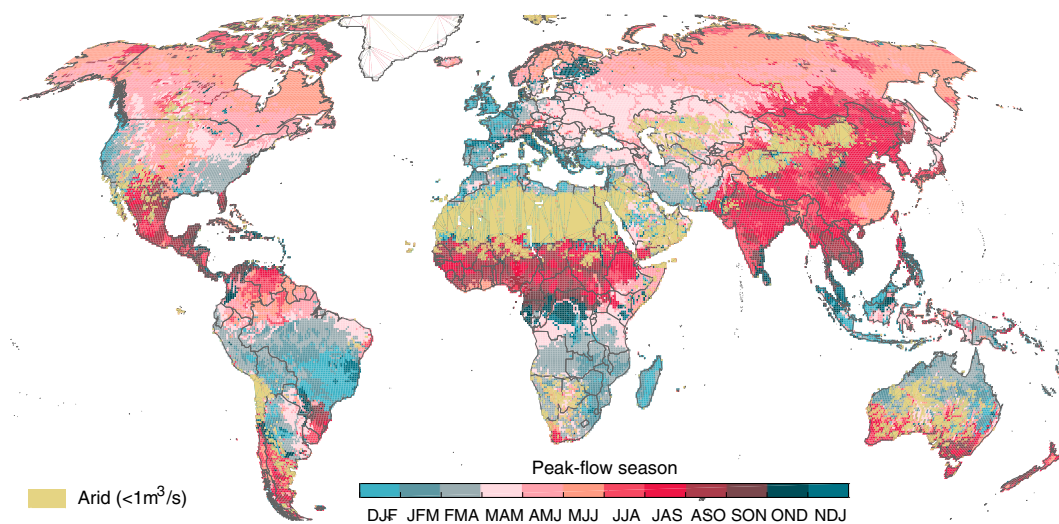 Peak-flow season
Arid (<1m³/s)
DJF JFM FMA MAM AMJ MJJ JJA JAS ASO SON OND NDJ